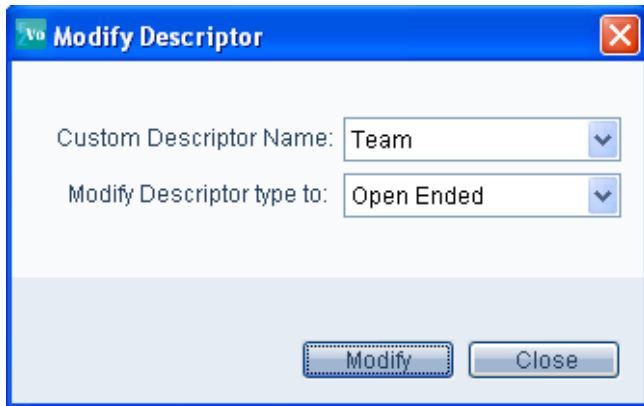 Vo Modify Descriptor
Custom Descriptor Name: Team
Modify Descriptor type to: Open Ended
Modify Close